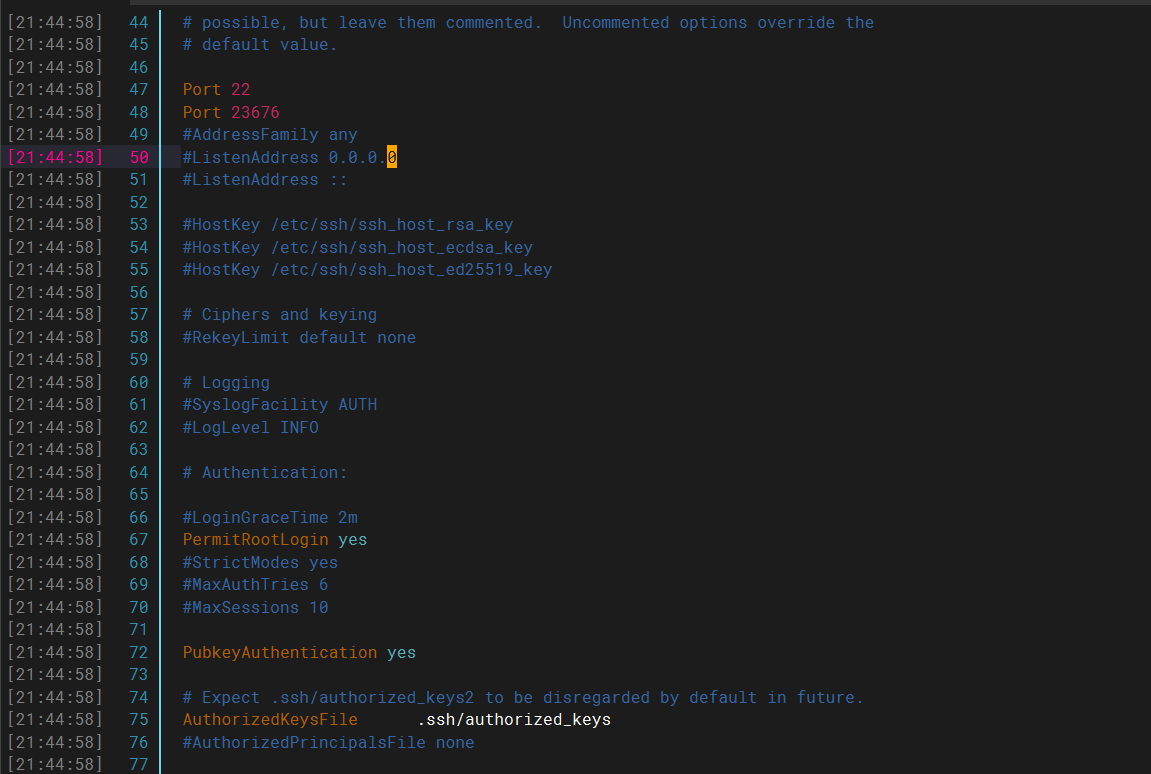 [21:44:58] 44 # possible, but leave them commented.  Uncommented options override the
[21:44:58] 45 # default value.
[21:44:58] 46
[21:44:58] 47 Port 22
[21:44:58] 48 Port 23676
[21:44:58] 49 #AddressFamily any
[21:44:58] 50 #ListenAddress 0.0.0.0
[21:44:58] 51 #ListenAddress ::
[21:44:58] 52
[21:44:58] 53 #HostKey /etc/ssh/ssh_host_rsa_key
[21:44:58] 54 #HostKey /etc/ssh/ssh_host_ecdsa_key
[21:44:58] 55 #HostKey /etc/ssh/ssh_host_ed25519_key
[21:44:58] 56
[21:44:58] 57 # Ciphers and keying
[21:44:58] 58 #RekeyLimit default none
[21:44:58] 59
[21:44:58] 60 # Logging
[21:44:58] 61 #SyslogFacility AUTH
[21:44:58] 62 #LogLevel INFO
[21:44:58] 63
[21:44:58] 64 # Authentication:
[21:44:58] 65
[21:44:58] 66 #LoginGraceTime 2m
[21:44:58] 67 PermitRootLogin yes
[21:44:58] 68 #StrictModes yes
[21:44:58] 69 #MaxAuthTries 6
[21:44:58] 70 #MaxSessions 10
[21:44:58] 71
[21:44:58] 72 PubkeyAuthentication yes
[21:44:58] 73
[21:44:58] 74 # Expect .ssh/authorized_keys2 to be disregarded by default in future.
[21:44:58] 75 AuthorizedKeysFile      .ssh/authorized_keys
[21:44:58] 76 #AuthorizedPrincipalsFile none
[21:44:58] 77